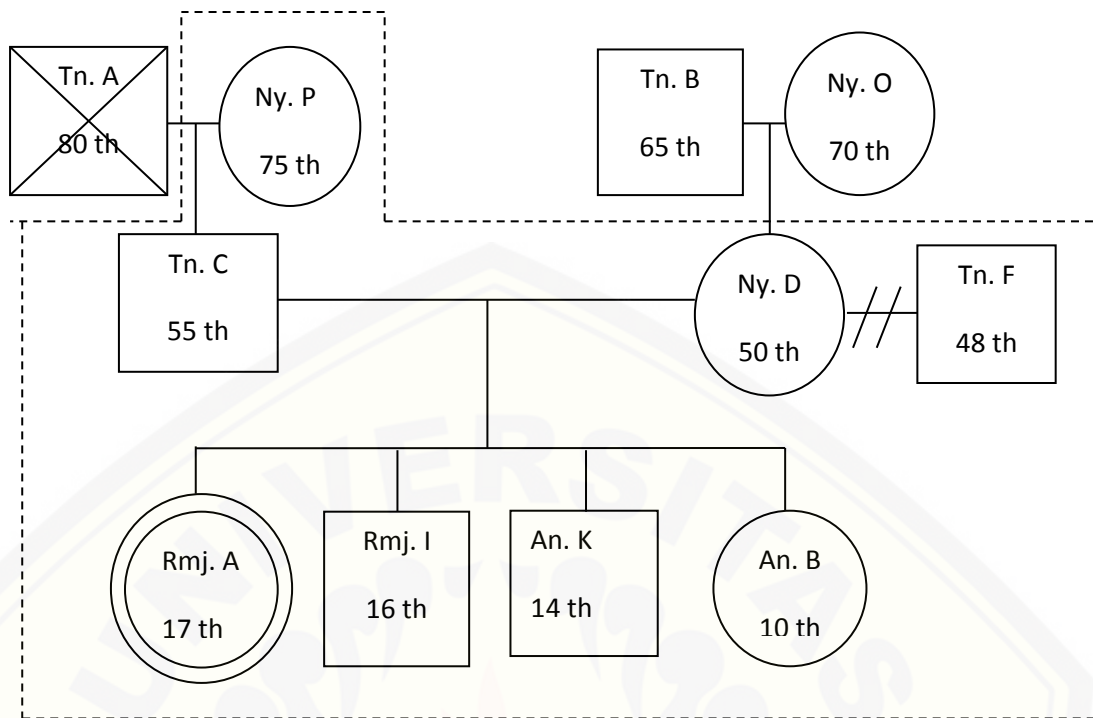 Tn. A
80 th
Ny. P
75 th
Tn. B
65 th
Ny. O
70 th
Tn. C
55 th
Ny. D
50 th
Tn. F
48 th
Rmj. A
17 th
Rmj. I
16 th
An. K
14 th
An. B
10 th
UNIVERSITAS